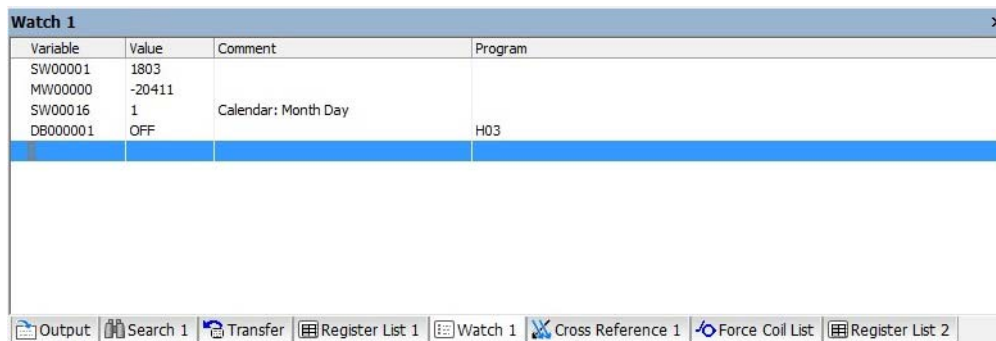 Watch 1
Variable Value Comment Program
SW00001 1803
MW00000 -20411
SW00016 1 Calendar: Month Day
DB000001 OFF H03
Output Search 1 Transfer Register List 1 Watch 1 Cross Reference 1 Force Coil List Register List 2